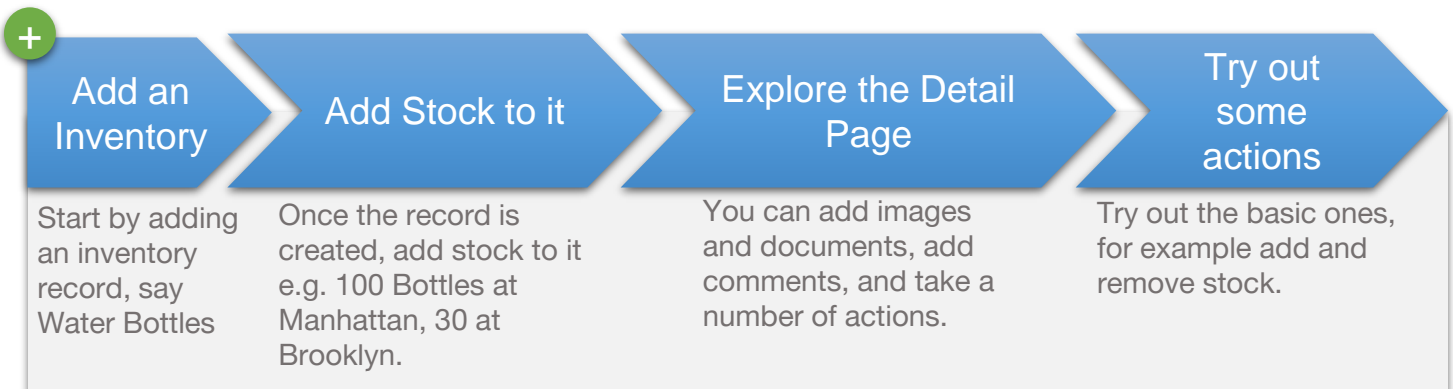 +
Add an
Inventory
Add Stock to it
Explore the Detail
Page
Try out
some
actions
Start by adding
an inventory
record, say
Water Bottles
Once the record is
created, add stock to it
e.g. 100 Bottles at
Manhattan, 30 at
Brooklyn.
You can add images
and documents, add
comments, and take a
number of actions.
Try out the basic ones,
for example add and
remove stock.